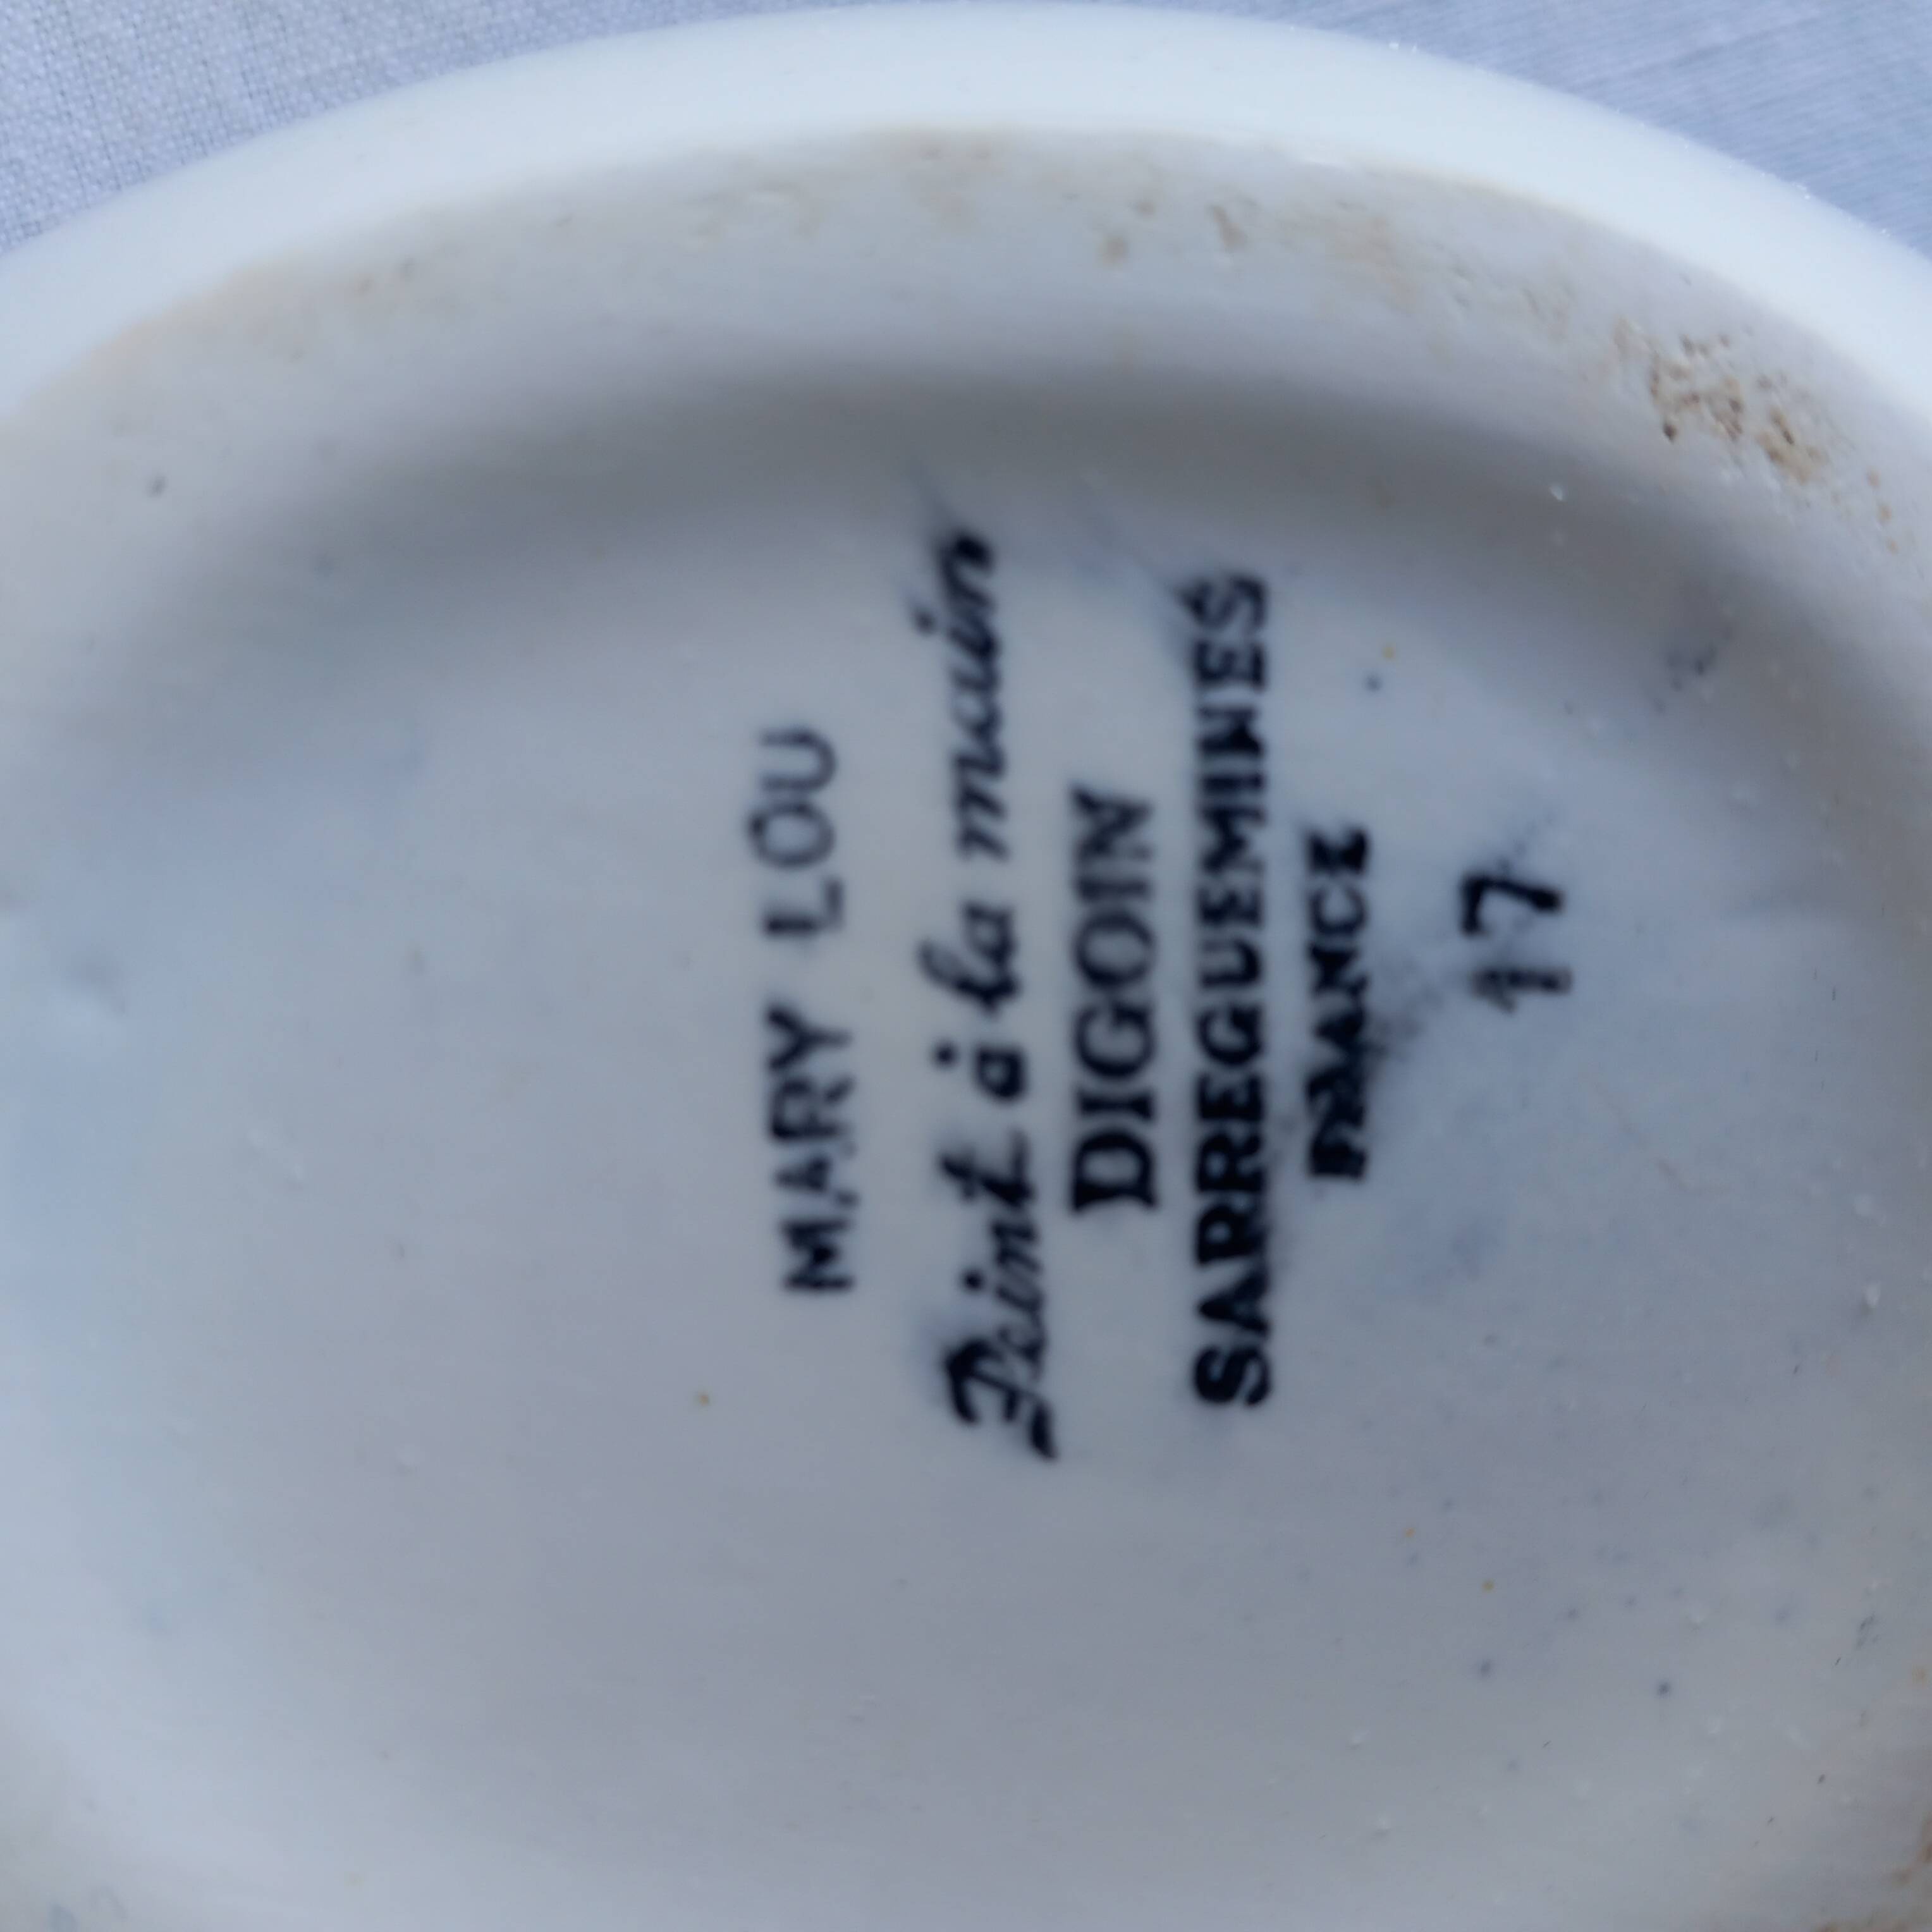 MARY LOU
Peint à la main
DIGOIN
SARREGUEMINES
FRANCE
17